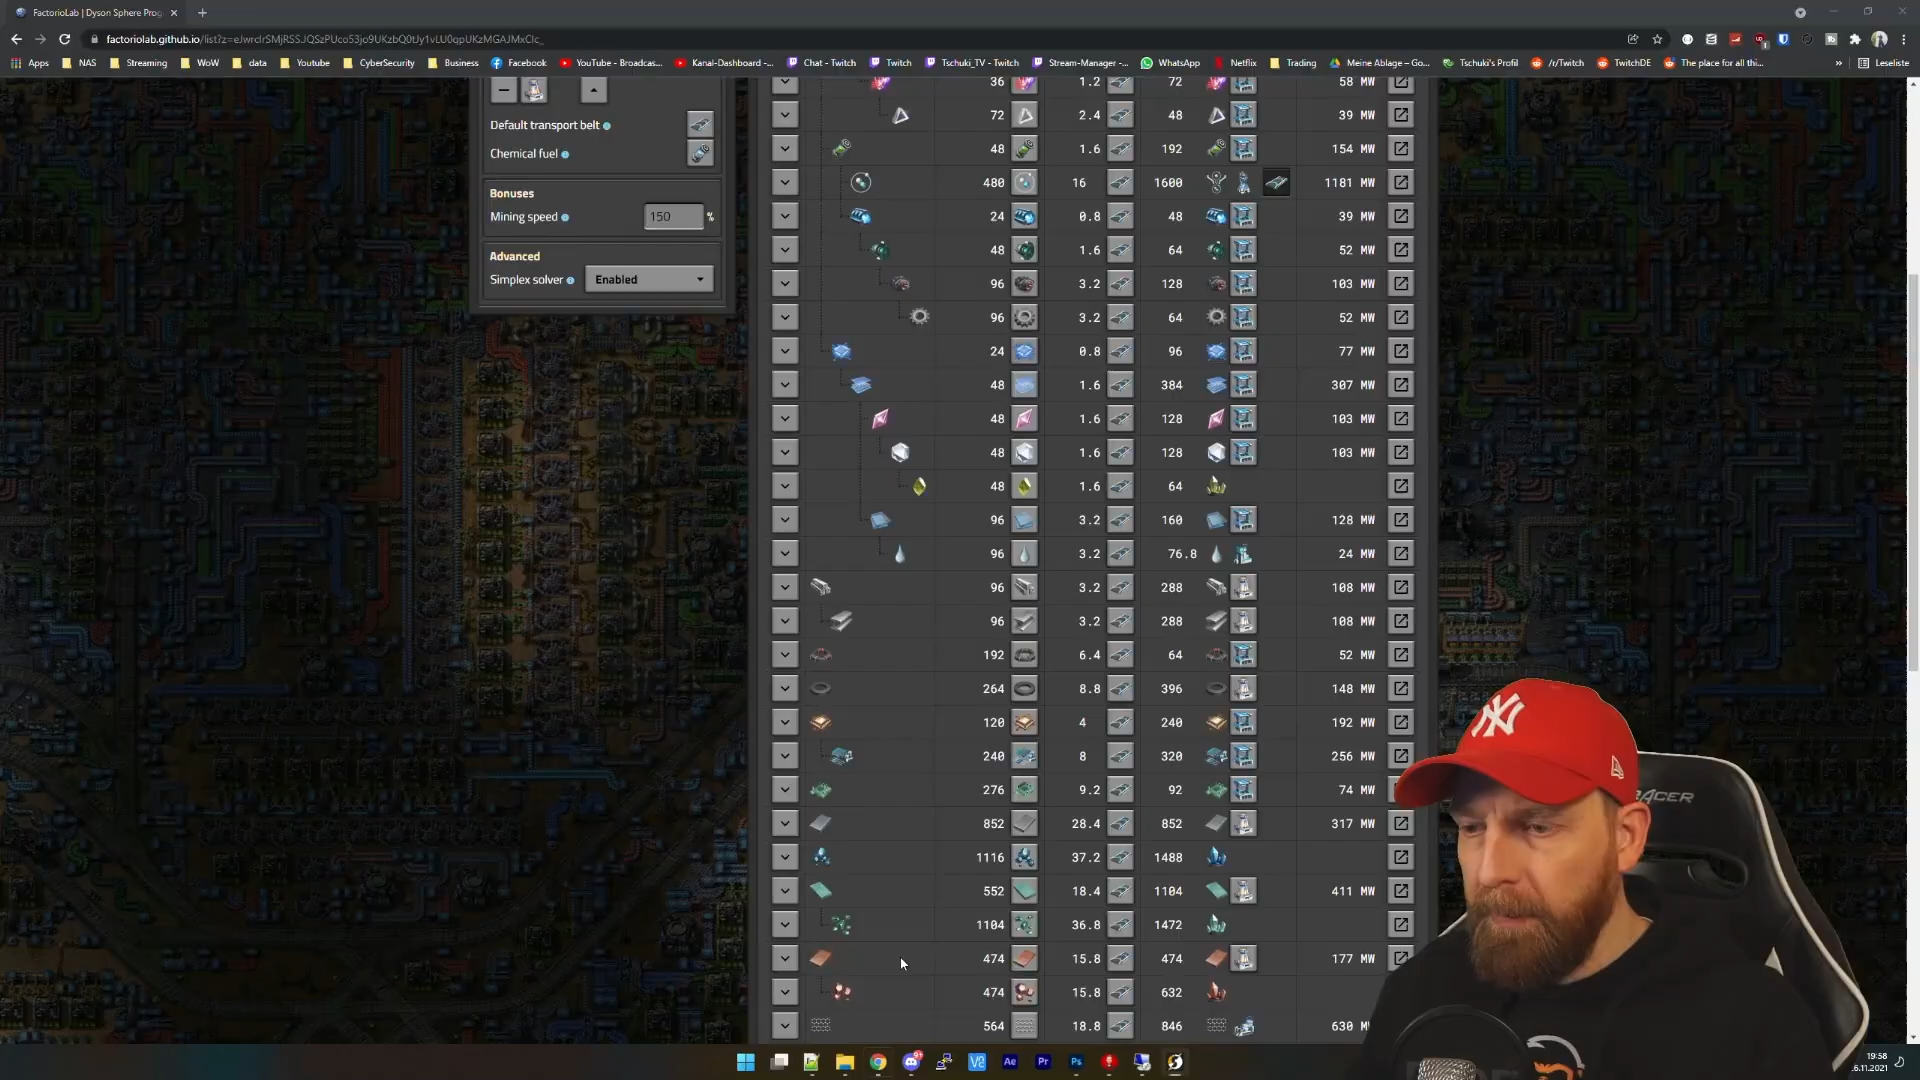 FactorioLab | Dyson Sphere Prog
factoriolab.github.io/list?z=
Apps NAS Streaming WoW data Youtube CyberSecurity Business Facebook YouTube - Broadcas... Kanal-Dashboard -... Chat - Twitch Twitch Tschuki_TV - Twitch Stream-Manager -... WhatsApp Netflix Trading Meine Ablage – Go... Tschuki's Profil /r/Twitch TwitchDE The place for all thi... » Leseliste
Default transport belt
Chemical fuel
Bonuses
Mining speed 150 %
Advanced
Simplex solver Enabled
36 1.2 72 58 MW
72 2.4 48 39 MW
48 1.6 192 154 MW
480 16 1600 1181 MW
24 0.8 48 39 MW
48 1.6 64 52 MW
96 3.2 128 103 MW
96 3.2 64 52 MW
24 0.8 96 77 MW
48 1.6 384 307 MW
48 1.6 128 103 MW
48 1.6 128 103 MW
48 1.6 64
96 3.2 160 128 MW
96 3.2 76.8 24 MW
96 3.2 288 108 MW
96 3.2 288 108 MW
192 6.4 64 52 MW
264 8.8 396 148 MW
120 4 240 192 MW
240 8 320 256 MW
276 9.2 92 74 MW
852 28.4 852 317 MW
1116 37.2 1488
552 18.4 1104 411 MW
1104 36.8 1472
474 15.8 474 177 MW
474 15.8 632
564 18.8 846 630
NY
RACER
9+
V2 Ae Pr Ps
19:58
6.11.2021